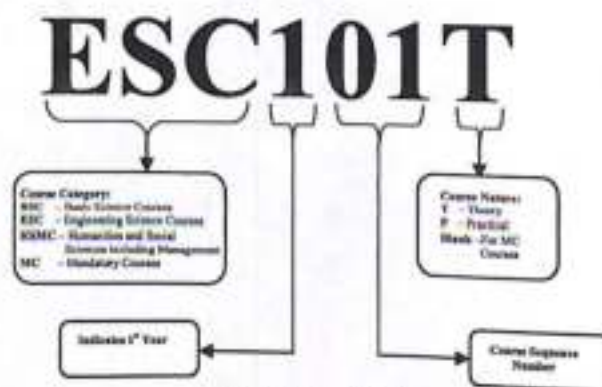 ESC101T
Course Category:
BSC - Basic Science Courses
ESC - Engineering Science Courses
HSMC - Humanities and Social
Sciences including Management
MC - Mandatory Courses
Course Nature:
T - Theory
P - Practical
Blank - For MC
Courses
Indicates 1st Year
Course Sequence
Number